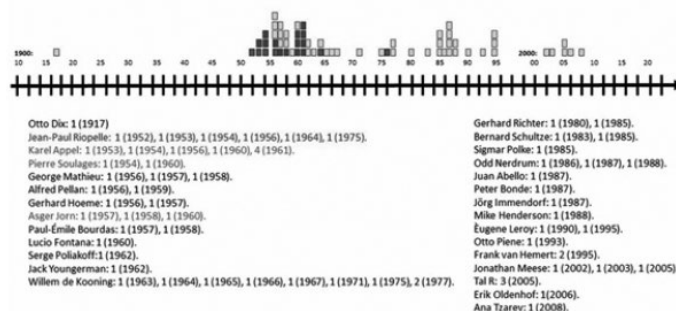 1900:
2000:
10 15 20 25 30 35 40 45 50 55 60 65 70 75 80 85 90 95 00 05 10 15 20
Otto Dix: 1 (1917)
Jean-Paul Riopelle: 1 (1952), 1 (1953), 1 (1954), 1 (1956), 1 (1964), 1 (1975).
Karel Appel: 1 (1953), 1 (1954), 1 (1956), 1 (1960), 4 (1961).
Pierre Soulages: 1 (1954), 1 (1960).
George Mathieu: 1 (1956), 1 (1957), 1 (1958).
Alfred Pellan: 1 (1956), 1 (1959).
Gerhard Hoeme: 1 (1956), 1 (1957).
Asger Jorn: 1 (1957), 1 (1958), 1 (1960).
Paul-Émile Bourdas: 1 (1957), 1 (1958).
Lucio Fontana: 1 (1960).
Serge Poliakoff:1 (1962).
Jack Youngerman: 1 (1962).
Willem de Kooning: 1 (1963), 1 (1964), 1 (1965), 1 (1966), 1 (1967), 1 (1971), 1 (1975), 2 (1977).
Gerhard Richter: 1 (1980), 1 (1985).
Bernard Schultze: 1 (1983), 1 (1985).
Sigmar Polke: 1 (1985).
Odd Nerdrum: 1 (1986), 1 (1987), 1 (1988).
Juan Abello: 1 (1987).
Peter Bonde: 1 (1987).
Jörg Immendorf: 1 (1987).
Mike Henderson: 1 (1988).
Èugene Leroy: 1 (1990), 1 (1995).
Otto Piene: 1 (1993).
Frank van Hemert: 2 (1995).
Jonathan Meese: 1 (2002), 1 (2003), 1 (2005)
Tal R: 3 (2005).
Erik Oldenhof: 1(2006).
Ana Tzarev: 1 (2008).